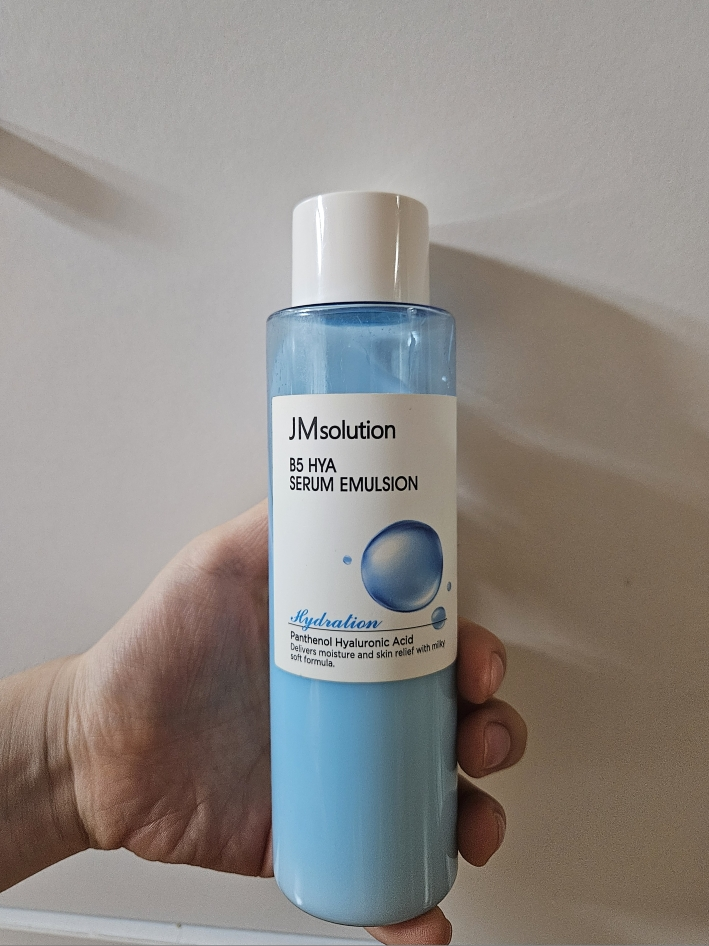 JMsolution
B5 HYA
SERUM EMULSION
Hydration
Panthenol Hyaluronic Acid
Delivers moisture and skin relief with milky
soft formula.